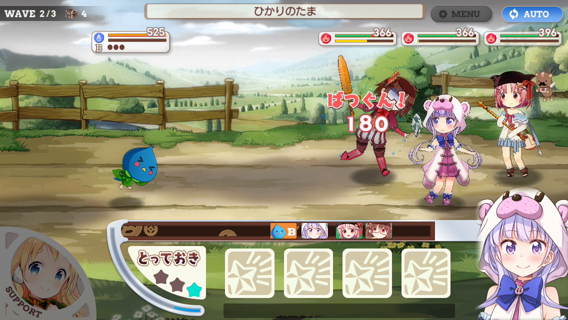 WAVE 2/3 4
ひかりのたま
MENU
AUTO
525
13
366
366
396
ばつぐん!
180
B
とっておき
SUPPORT